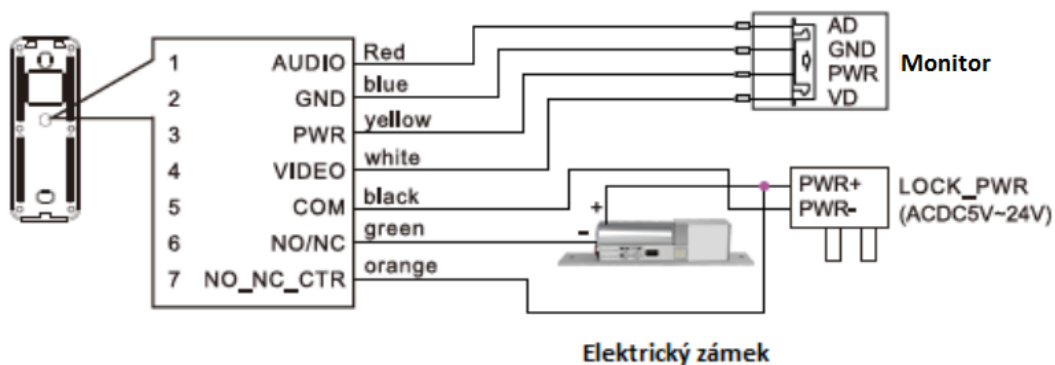 1 AUDIO Red
2 GND blue
3 PWR yellow
4 VIDEO white
5 COM black
6 NO/NC green
7 NO_NC_CTR orange
AD
GND
PWR
VD
Monitor
+
-
PWR+
PWR-
LOCK_PWR
(ACDC5V~24V)
Elektrický zámek